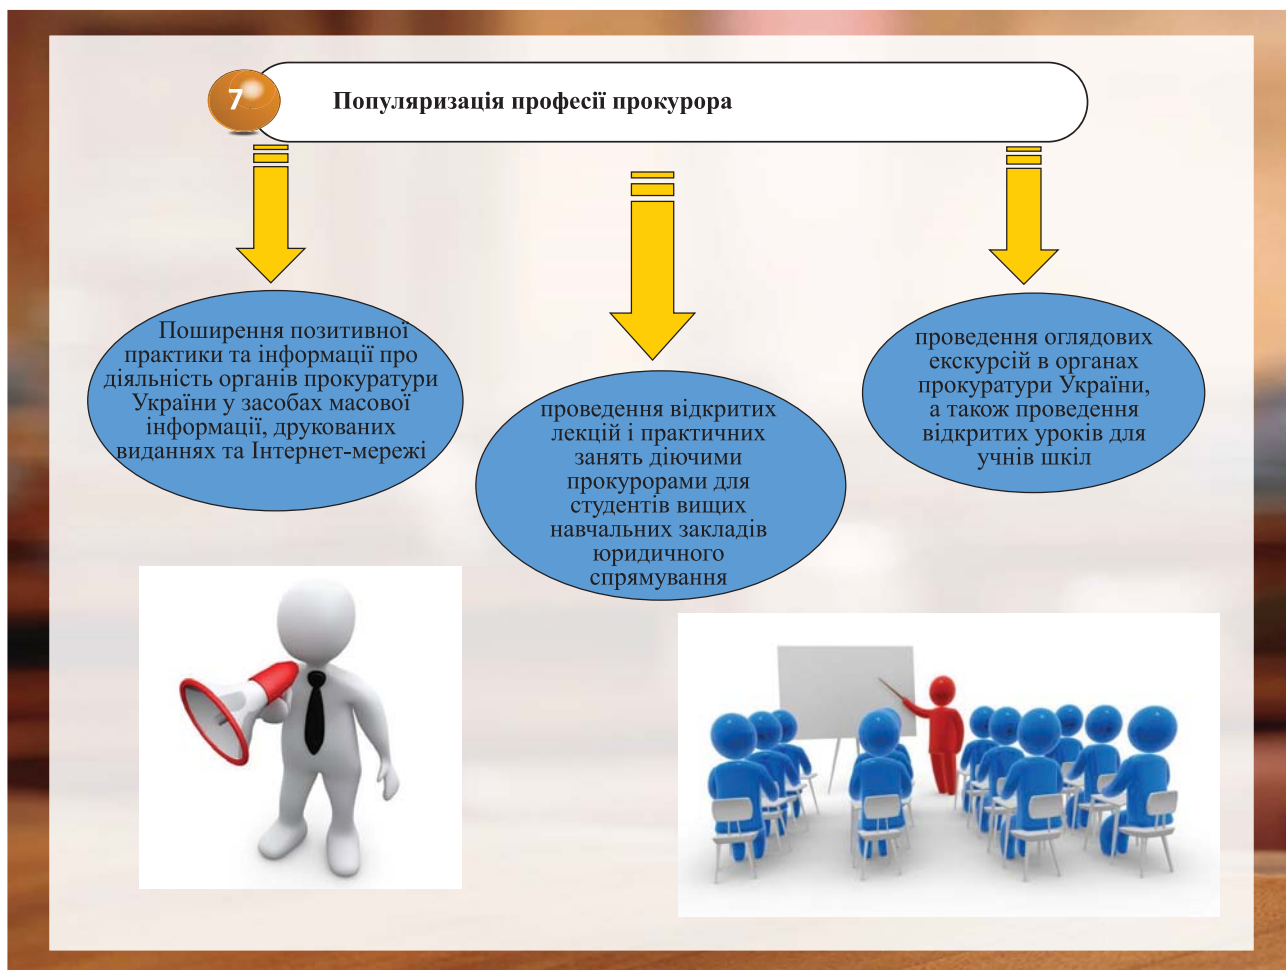 7
Популяризація професії прокурора
Поширення позитивної
практики та інформації про
діяльність органів прокуратури
України у засобах масової
інформації, друкованих
виданнях та Інтернет-мережі
проведення відкритих
лекцій і практичних
занять діючими
прокурорами для
студентів вищих
навчальних закладів
юридичного
спрямування
проведення оглядових
екскурсій в органах
прокуратури України,
а також проведення
відкритих уроків для
учнів шкіл